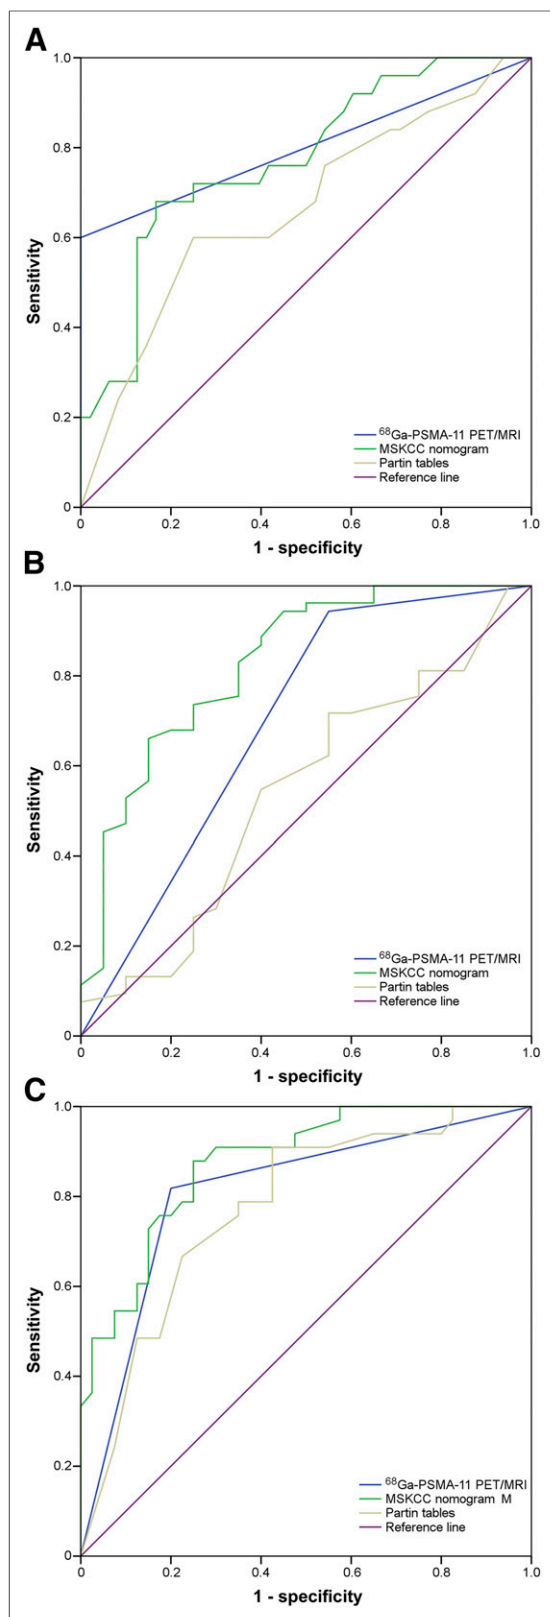 A
1.0
0.8
0.6
0.4
0.2
0
Sensitivity
⁶⁸Ga-PSMA-11 PET/MRI
MSKCC nomogram
Partin tables
Reference line
0 0.2 0.4 0.6 0.8 1.0
1 - specificity
B
1.0
0.8
0.6
0.4
0.2
0
Sensitivity
⁶⁸Ga-PSMA-11 PET/MRI
MSKCC nomogram
Partin tables
Reference line
0 0.2 0.4 0.6 0.8 1.0
1 - specificity
C
1.0
0.8
0.6
0.4
0.2
0
Sensitivity
⁶⁸Ga-PSMA-11 PET/MRI
MSKCC nomogram M
Partin tables
Reference line
0 0.2 0.4 0.6 0.8 1.0
1 - specificity